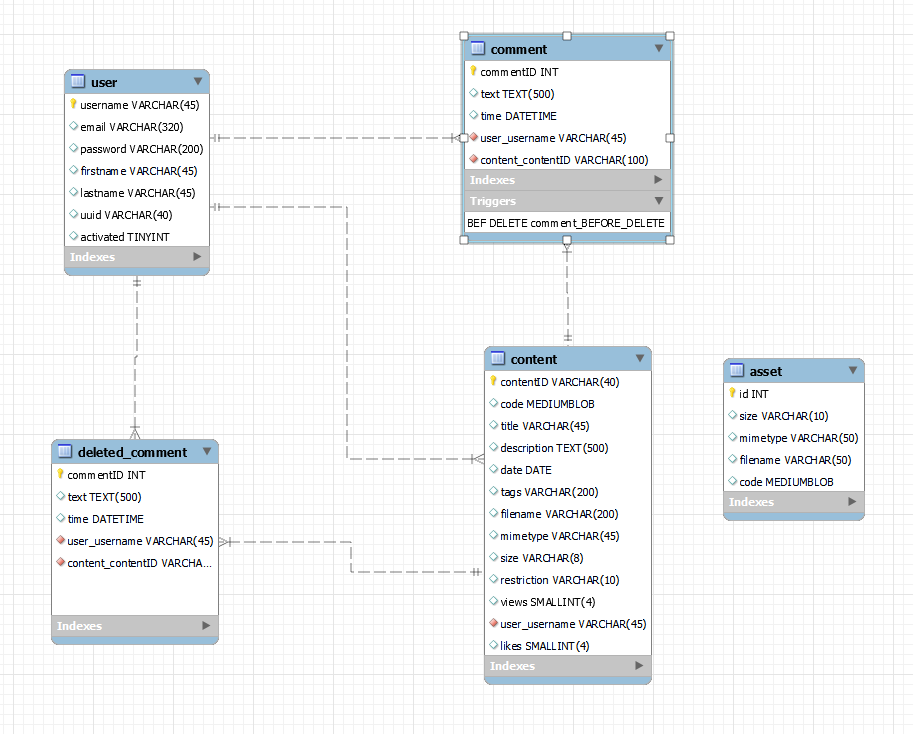 user
username VARCHAR(45)
email VARCHAR(320)
password VARCHAR(200)
firstname VARCHAR(45)
lastname VARCHAR(45)
uuid VARCHAR(40)
activated TINYINT
Indexes
comment
commentID INT
text TEXT(500)
time DATETIME
user_username VARCHAR(45)
content_contentID VARCHAR(100)
Indexes
Triggers
BEF DELETE comment_BEFORE_DELETE
deleted_comment
commentID INT
text TEXT(500)
time DATETIME
user_username VARCHAR(45)
content_contentID VARCHA...
Indexes
content
contentID VARCHAR(40)
code MEDIUMBLOB
title VARCHAR(45)
description TEXT(500)
date DATE
tags VARCHAR(200)
filename VARCHAR(200)
mimetype VARCHAR(45)
size VARCHAR(8)
restriction VARCHAR(10)
views SMALLINT(4)
user_username VARCHAR(45)
likes SMALLINT(4)
Indexes
asset
id INT
size VARCHAR(10)
mimetype VARCHAR(50)
filename VARCHAR(50)
code MEDIUMBLOB
Indexes